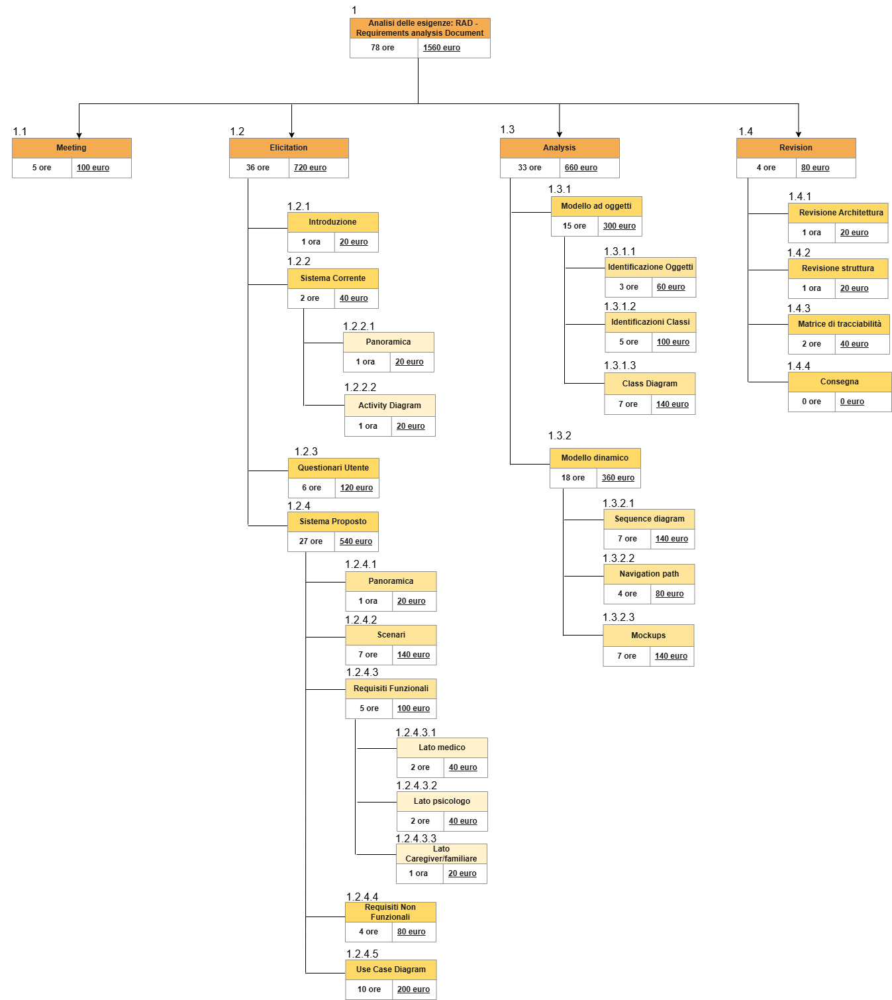 1
Analisi delle esigenze: RAD -
Requirements analysis Document
78 ore 1560 euro
1.1
Meeting
5 ore 100 euro
1.2
Elicitation
36 ore 720 euro
1.2.1
Introduzione
1 ora 20 euro
1.2.2
Sistema Corrente
2 ore 40 euro
1.2.2.1
Panoramica
1 ora 20 euro
1.2.2.2
Activity Diagram
1 ora 20 euro
1.2.3
Questionari Utente
6 ore 120 euro
1.2.4
Sistema Proposto
27 ore 540 euro
1.2.4.1
Panoramica
1 ora 20 euro
1.2.4.2
Scenari
7 ore 140 euro
1.2.4.3
Requisiti Funzionali
5 ore 100 euro
1.2.4.3.1
Lato medico
2 ore 40 euro
1.2.4.3.2
Lato psicologo
2 ore 40 euro
1.2.4.3.3
Lato
Caregiver/familiare
1 ora 20 euro
1.2.4.4
Requisiti Non
Funzionali
4 ore 80 euro
1.2.4.5
Use Case Diagram
10 ore 200 euro
1.3
Analysis
33 ore 660 euro
1.3.1
Modello ad oggetti
15 ore 300 euro
1.3.1.1
Identificazione Oggetti
3 ore 60 euro
1.3.1.2
Identificazioni Classi
5 ore 100 euro
1.3.1.3
Class Diagram
7 ore 140 euro
1.3.2
Modello dinamico
18 ore 360 euro
1.3.2.1
Sequence diagram
7 ore 140 euro
1.3.2.2
Navigation path
4 ore 80 euro
1.3.2.3
Mockups
7 ore 140 euro
1.4
Revision
4 ore 80 euro
1.4.1
Revisione Architettura
1 ora 20 euro
1.4.2
Revisione struttura
1 ora 20 euro
1.4.3
Matrice di tracciabilità
2 ore 40 euro
1.4.4
Consegna
0 ore 0 euro